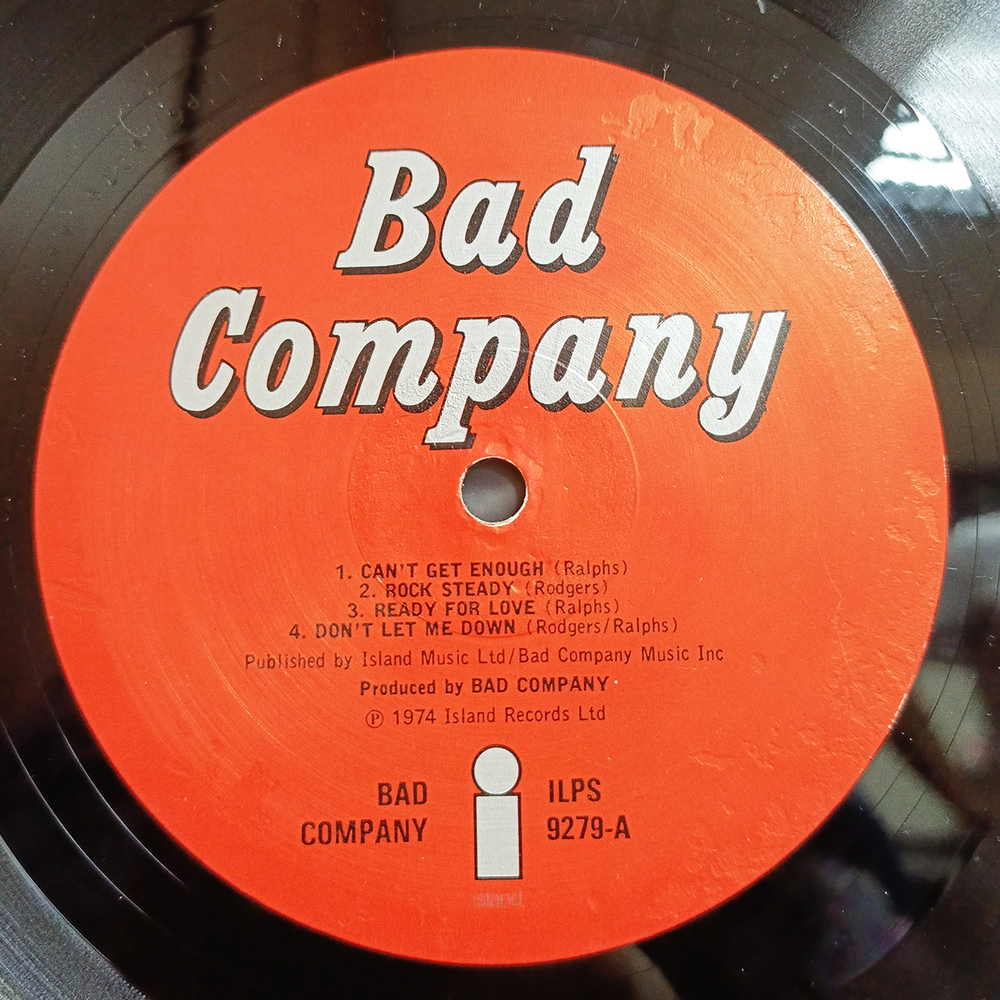 Bad
Company
1. CAN'T GET ENOUGH (Ralphs)
2. ROCK STEADY (Rodgers)
3. READY FOR LOVE (Ralphs)
4. DON'T LET ME DOWN (Rodgers/Ralphs)
Published by Island Music Ltd/Bad Company Music Inc
Produced by BAD COMPANY
Ⓟ 1974 Island Records Ltd
BAD
COMPANY
i
island
ILPS
9279-A